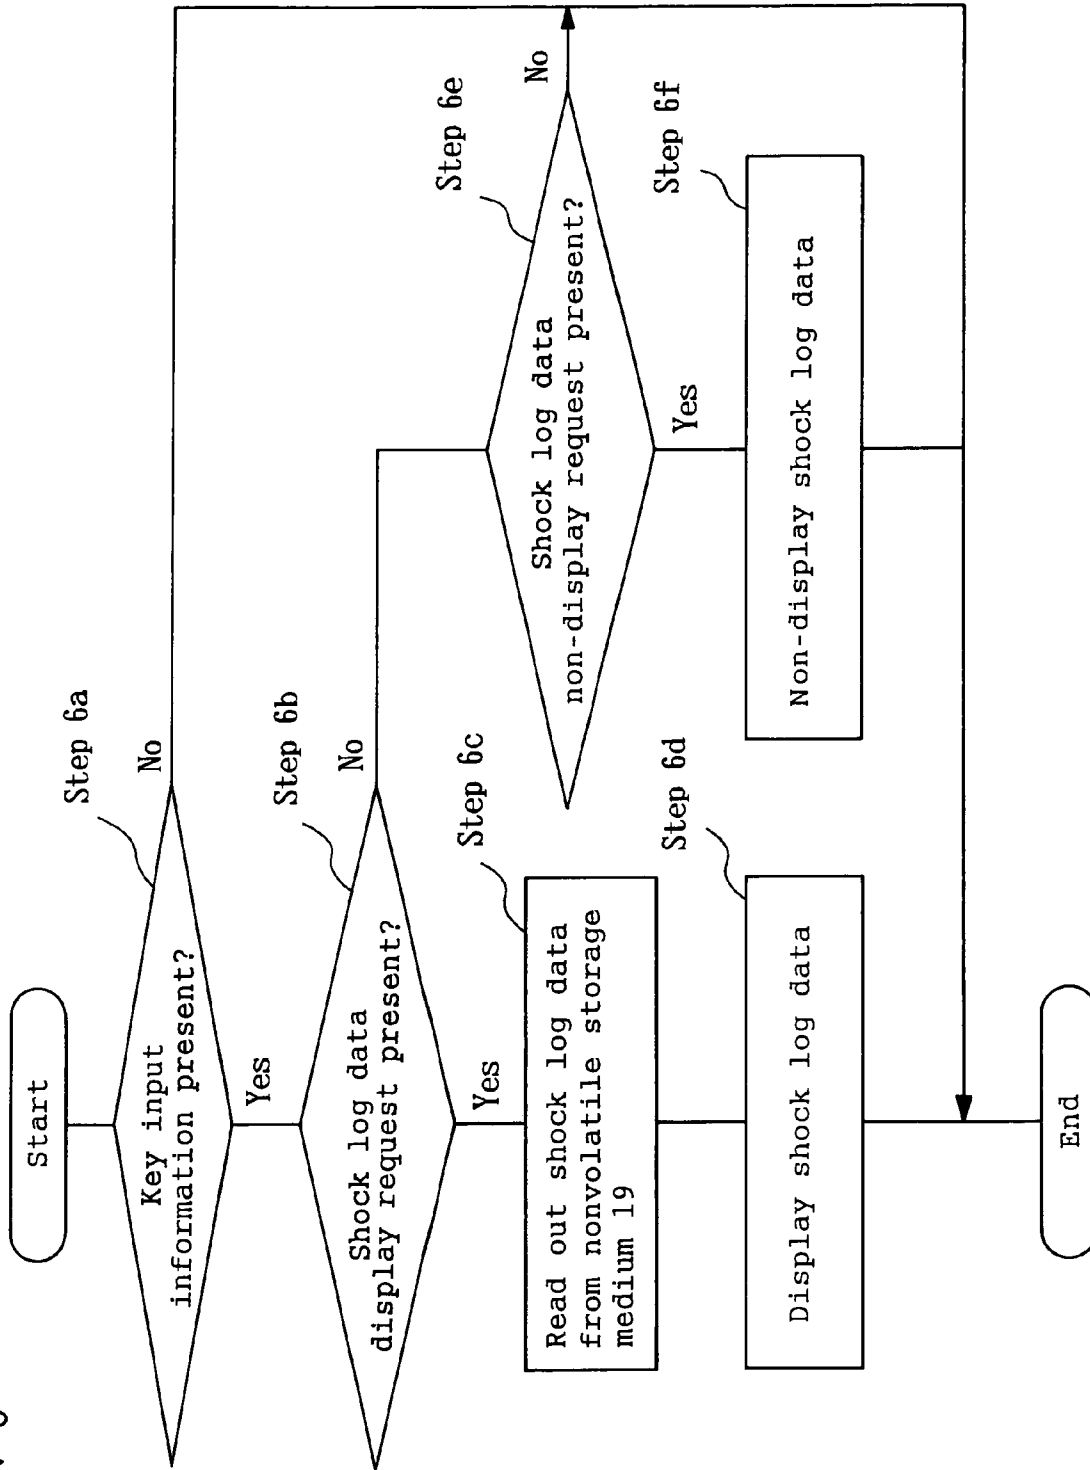 Start
Step 6a
Key input
information present?
No
Yes
Step 6b
Shock log data
display request present?
No
Yes
Step 6c
Read out shock log data
from nonvolatile storage
medium 19
Step 6d
Display shock log data
Step 6e
Shock log data
non-display request present?
No
Yes
Step 6f
Non-display shock log data
End